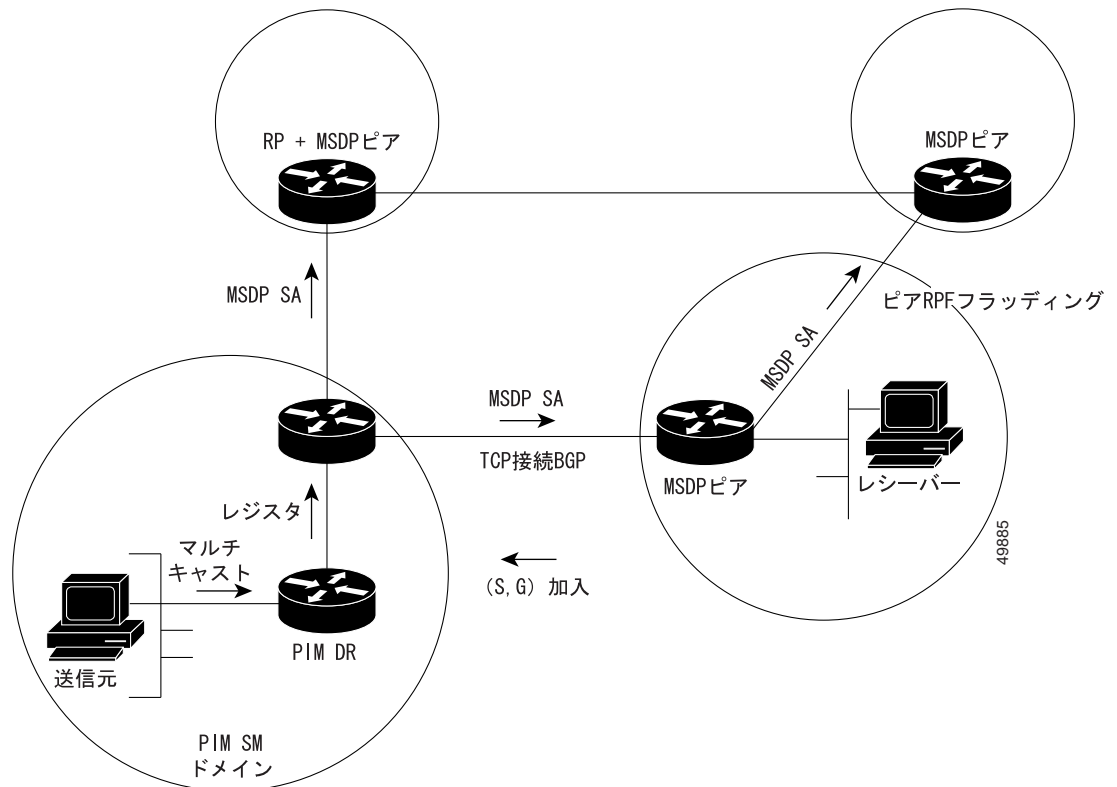 RP + MSDPピア
MSDPピア
MSDP SA
ピアRPFフラッディング
MSDP SA
MSDP SA
TCP接続BGP
MSDPピア
レシーバー
レジスタ
マルチ
キャスト
(S,G) 加入
49885
PIM DR
送信元
PIM SM
ドメイン